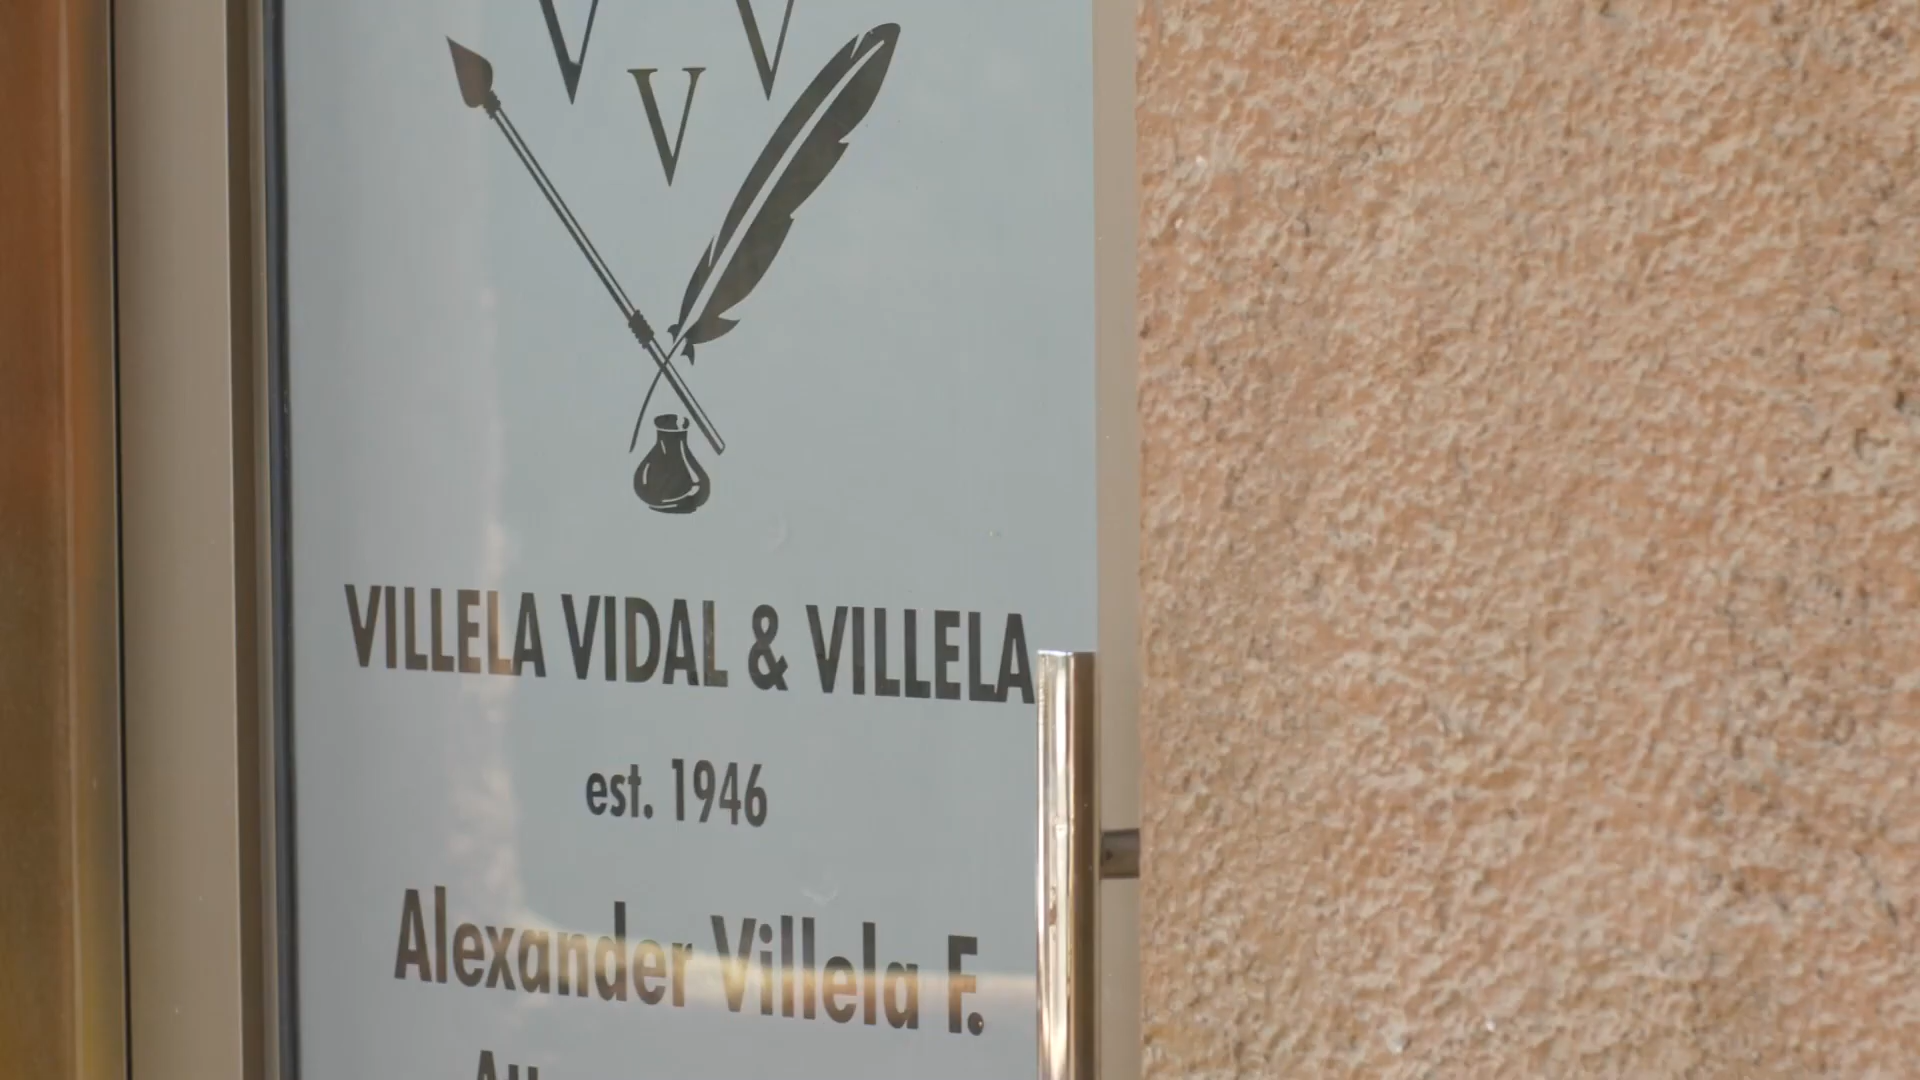 V V
V
VILLELA VIDAL & VILLELA
est. 1946
Alexander Villela F.